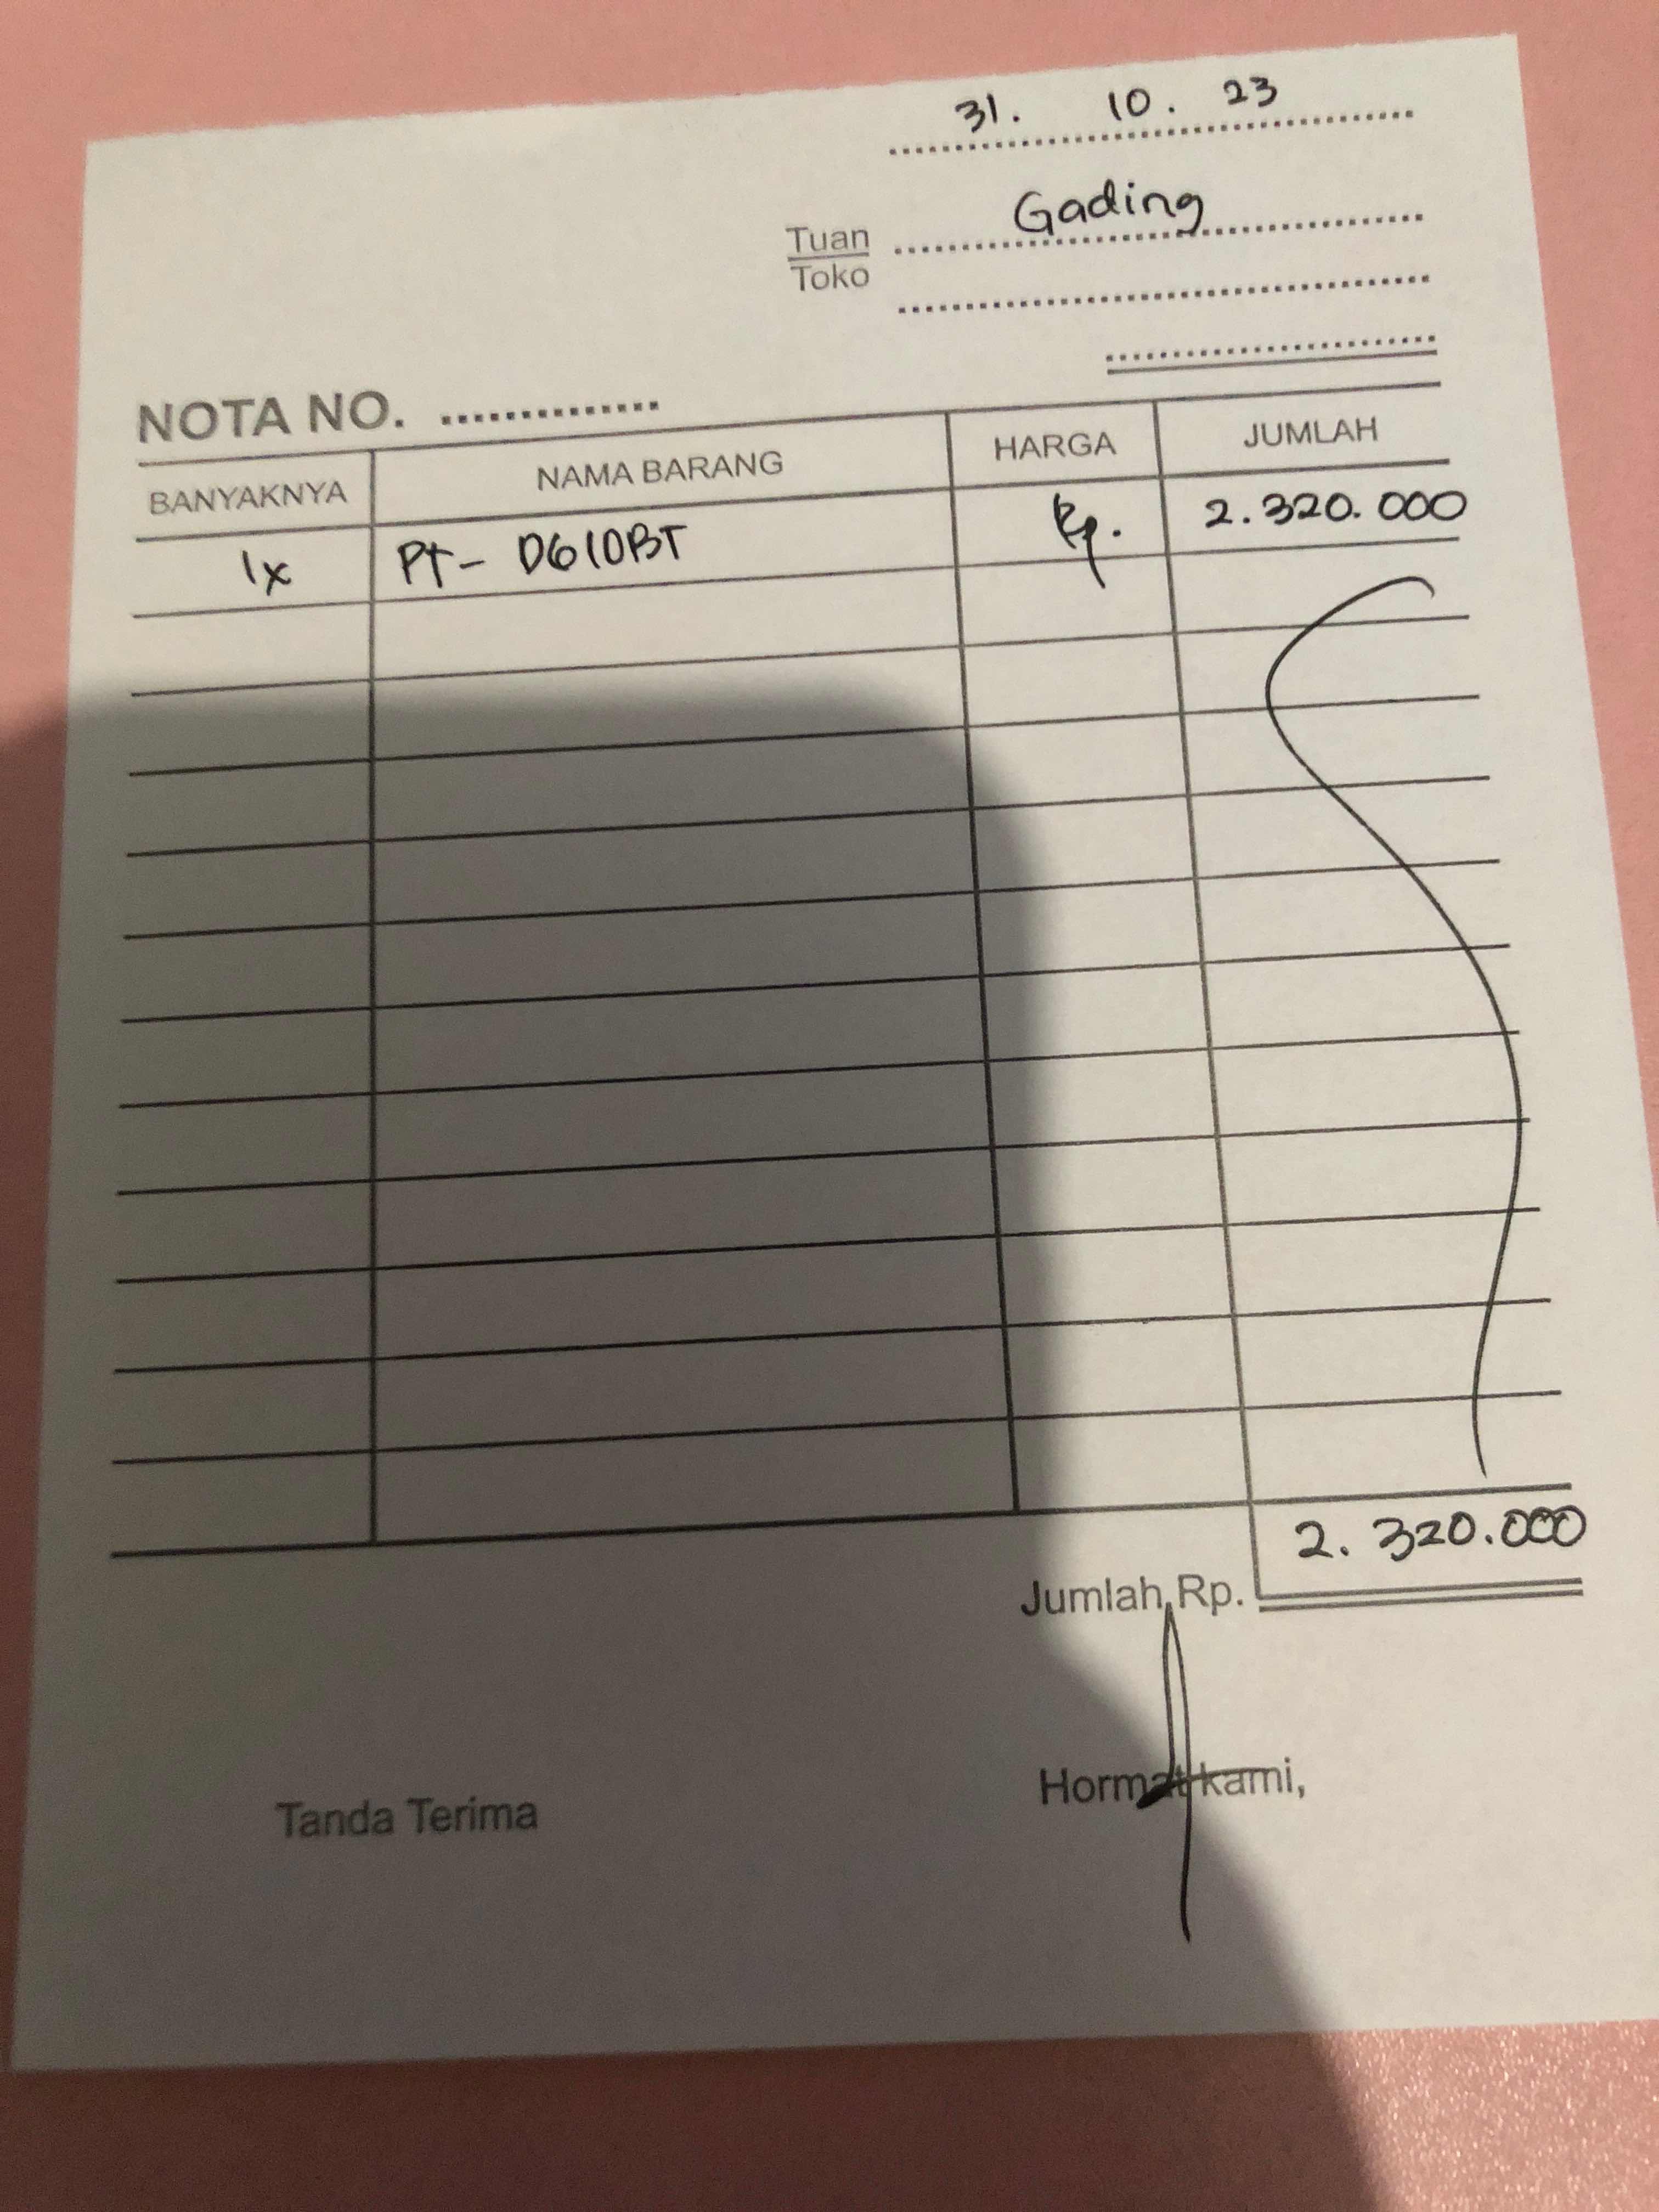 31. 10. 23
Tuan Gading
Toko
NOTA NO.
BANYAKNYA NAMA BARANG HARGA JUMLAH
1x PT- D610BT Rp. 2.320.000
2.320.000
Jumlah Rp.
Tanda Terima Hormat kami,